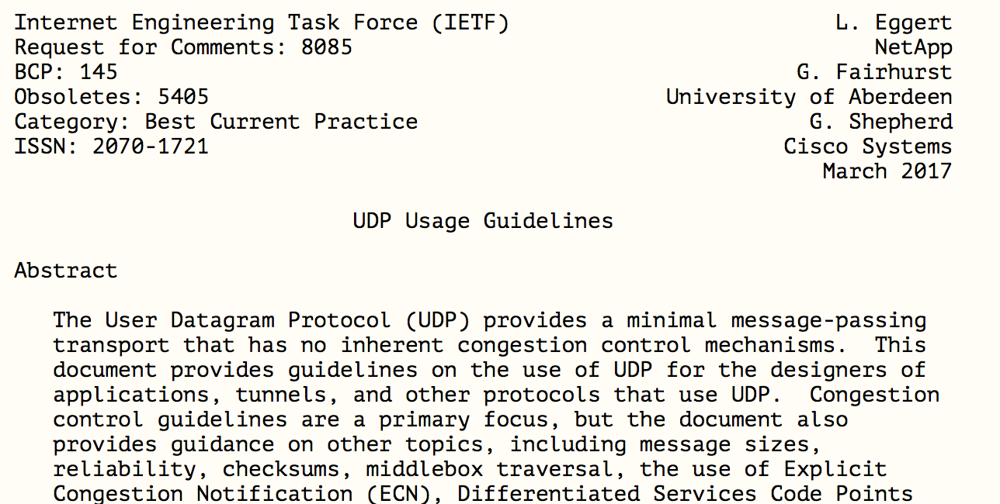 Internet Engineering Task Force (IETF) L. Eggert
Request for Comments: 8085 NetApp
BCP: 145 G. Fairhurst
Obsoletes: 5405 University of Aberdeen
Category: Best Current Practice G. Shepherd
ISSN: 2070-1721 Cisco Systems
March 2017
UDP Usage Guidelines
Abstract
The User Datagram Protocol (UDP) provides a minimal message-passing
transport that has no inherent congestion control mechanisms. This
document provides guidelines on the use of UDP for the designers of
applications, tunnels, and other protocols that use UDP. Congestion
control guidelines are a primary focus, but the document also
provides guidance on other topics, including message sizes,
reliability, checksums, middlebox traversal, the use of Explicit
Congestion Notification (ECN), Differentiated Services Code Points